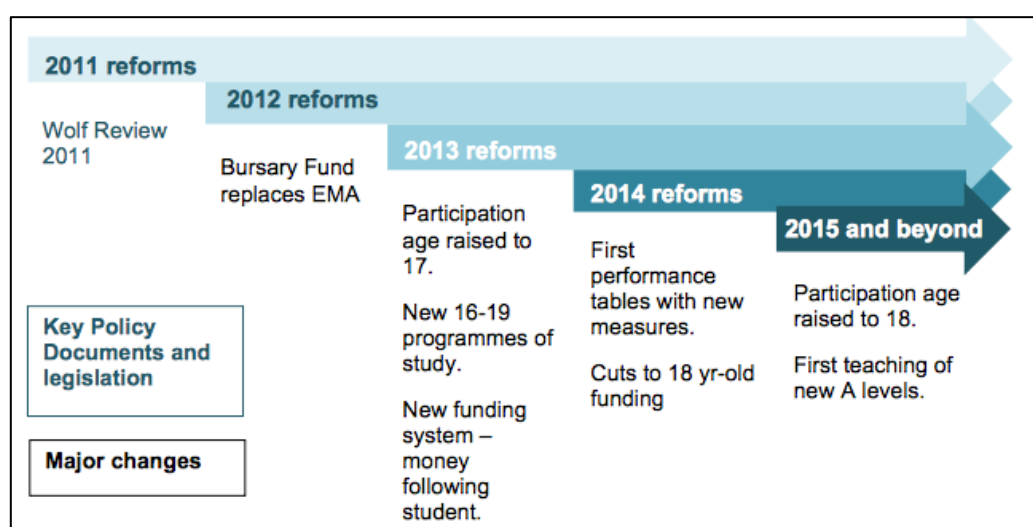 2011 reforms
Wolf Review
2011
2012 reforms
Bursary Fund
replaces EMA
2013 reforms
Participation
age raised to
17.
New 16-19
programmes of
study.
New funding
system –
money
following
student.
2014 reforms
First
performance
tables with new
measures.
Cuts to 18 yr-old
funding
2015 and beyond
Participation age
raised to 18.
First teaching of
new A levels.
Key Policy
Documents and
legislation
Major changes